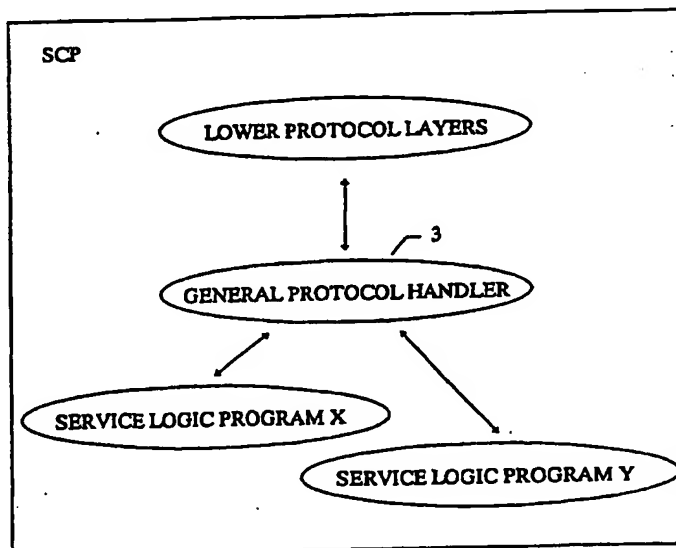 SCP
LOWER PROTOCOL LAYERS
3
GENERAL PROTOCOL HANDLER
SERVICE LOGIC PROGRAM X
SERVICE LOGIC PROGRAM Y